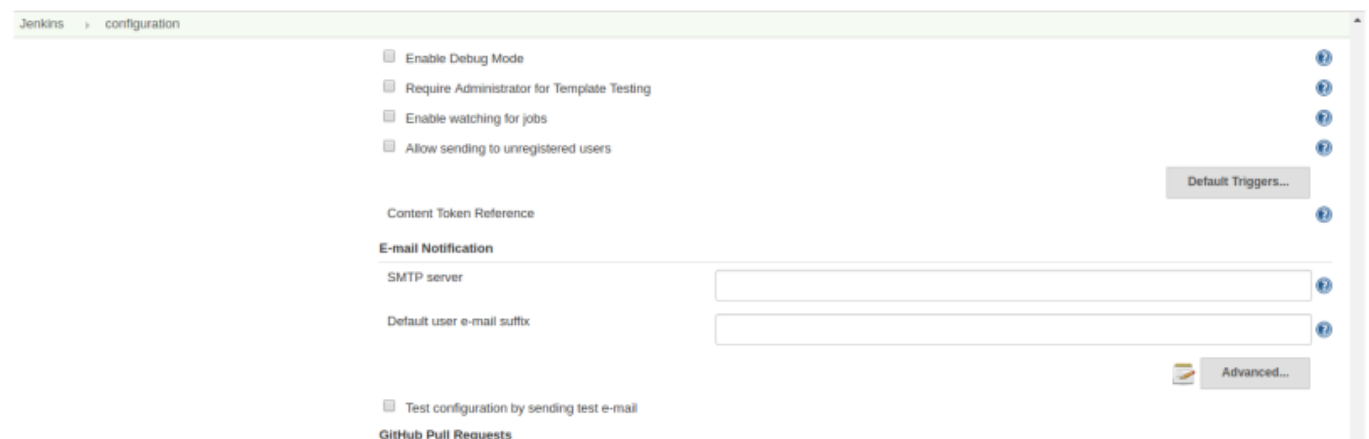 Jenkins › configuration
Enable Debug Mode
Require Administrator for Template Testing
Enable watching for jobs
Allow sending to unregistered users
Default Triggers...
Content Token Reference
E-mail Notification
SMTP server
Default user e-mail suffix
Advanced...
Test configuration by sending test e-mail
GitHub Pull Requests